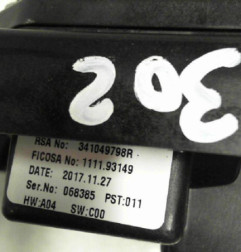 302
RSA No: 341049798R
FICOSA No: 1111.93149
DATE: 2017.11.27
Ser.No: 068385 PST:011
HW:A04 SW:C00